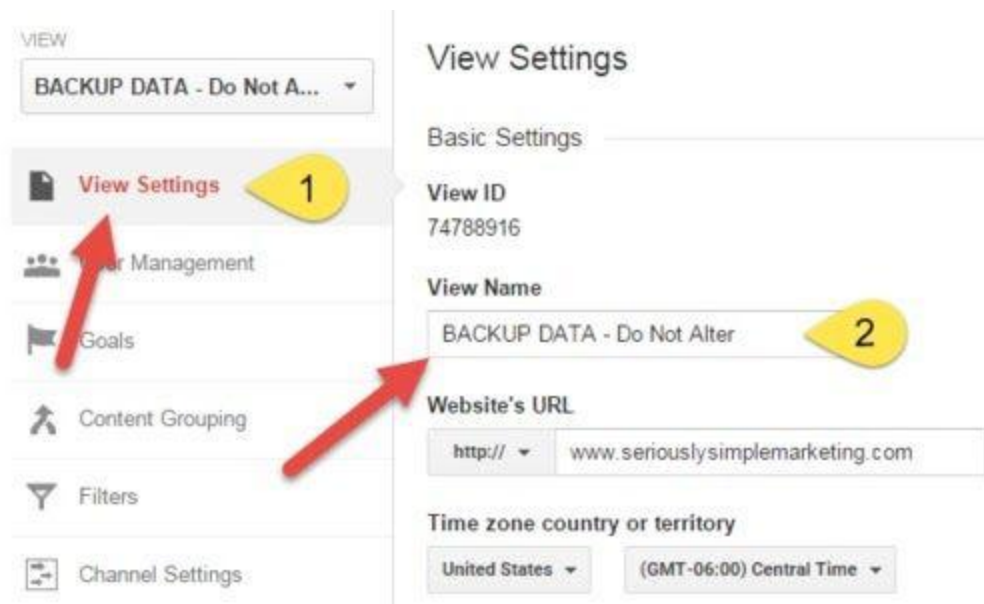 VIEW
BACKUP DATA - Do Not A...
View Settings
1
Management
Goals
Content Grouping
Filters
Channel Settings
View Settings
Basic Settings
View ID
74788916
View Name
BACKUP DATA - Do Not Alter
2
Website's URL
http:// www.seriouslysimplemarketing.com
Time zone country or territory
United States (GMT-06:00) Central Time